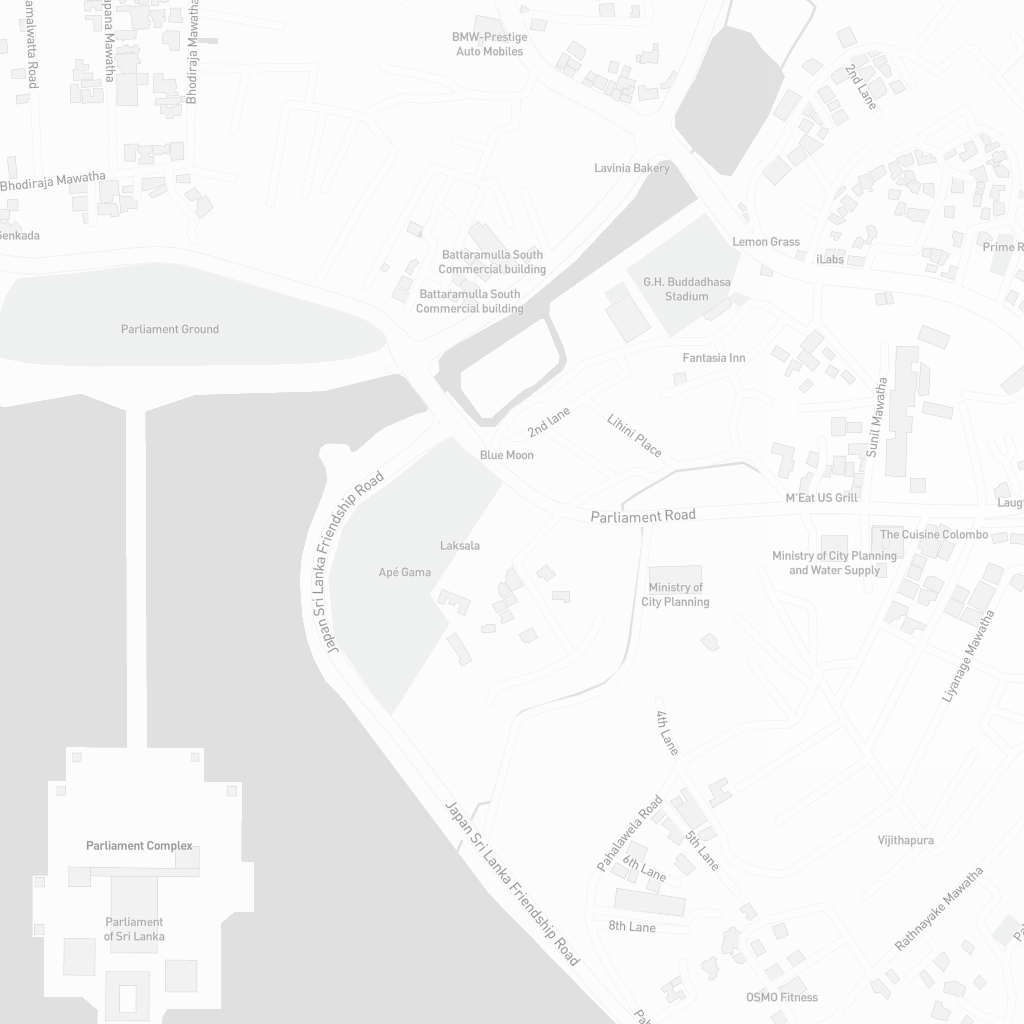 amalwatta Road
apana Mawatha
Bhodiraja Mawatha
BMW-Prestige
Auto Mobiles
2nd Lane
Bhodiraja Mawatha
Lavinia Bakery
Senkada
Lemon Grass
Prime R
Battaramulla South
Commercial building
iLabs
G.H. Buddadhasa
Stadium
Battaramulla South
Commercial building
Parliament Ground
Fantasia Inn
Sunil Mawatha
2nd lane
Lihini Place
Blue Moon
Japan Sri Lanka Friendship Road
M'Eat US Grill
Laugf
Parliament Road
The Cuisine Colombo
Laksala
Ministry of City Planning
and Water Supply
Apé Gama
Ministry of
City Planning
Liyanage Mawatha
4th Lane
Japan Sri Lanka Friendship Road
Pahalawela Road
5th Lane
Vijithapura
Parliament Complex
6th Lane
Rathnayake Mawatha
Parliament
of Sri Lanka
8th Lane
OSMO Fitness